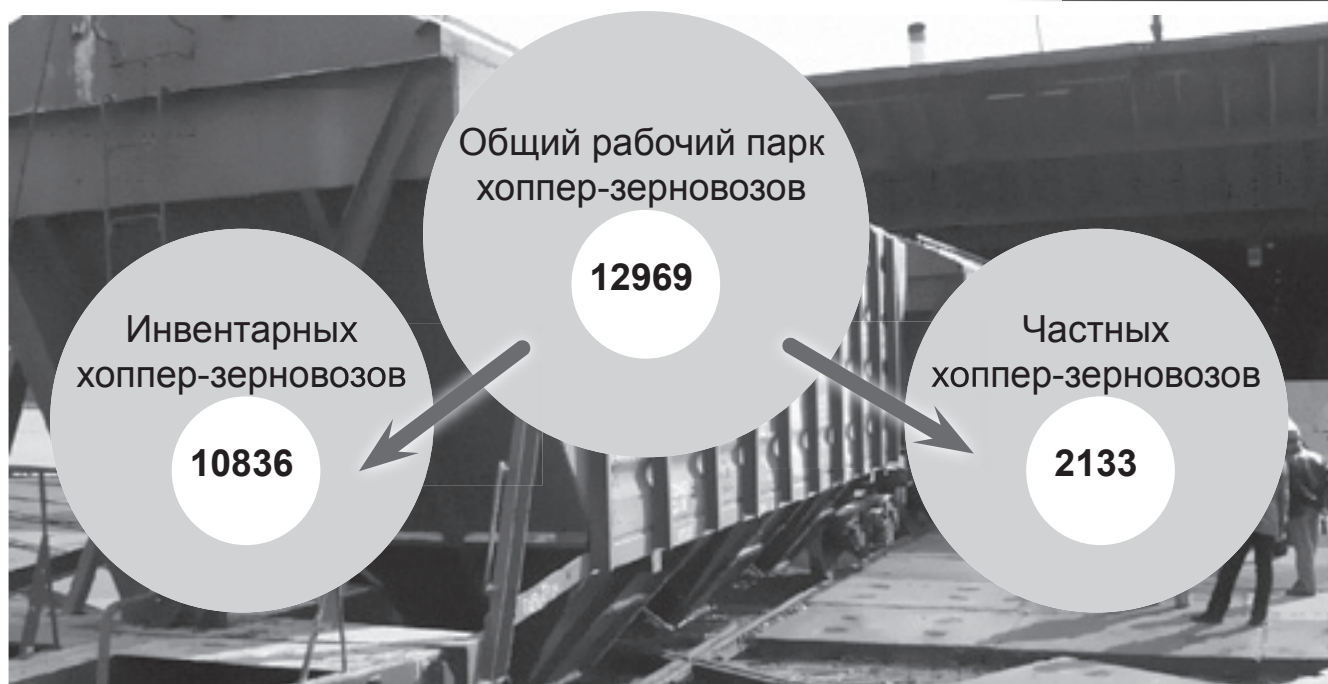 Общий рабочий парк
хоппер-зерновозов
12969
Инвентарных
хоппер-зерновозов
10836
Частных
хоппер-зерновозов
2133